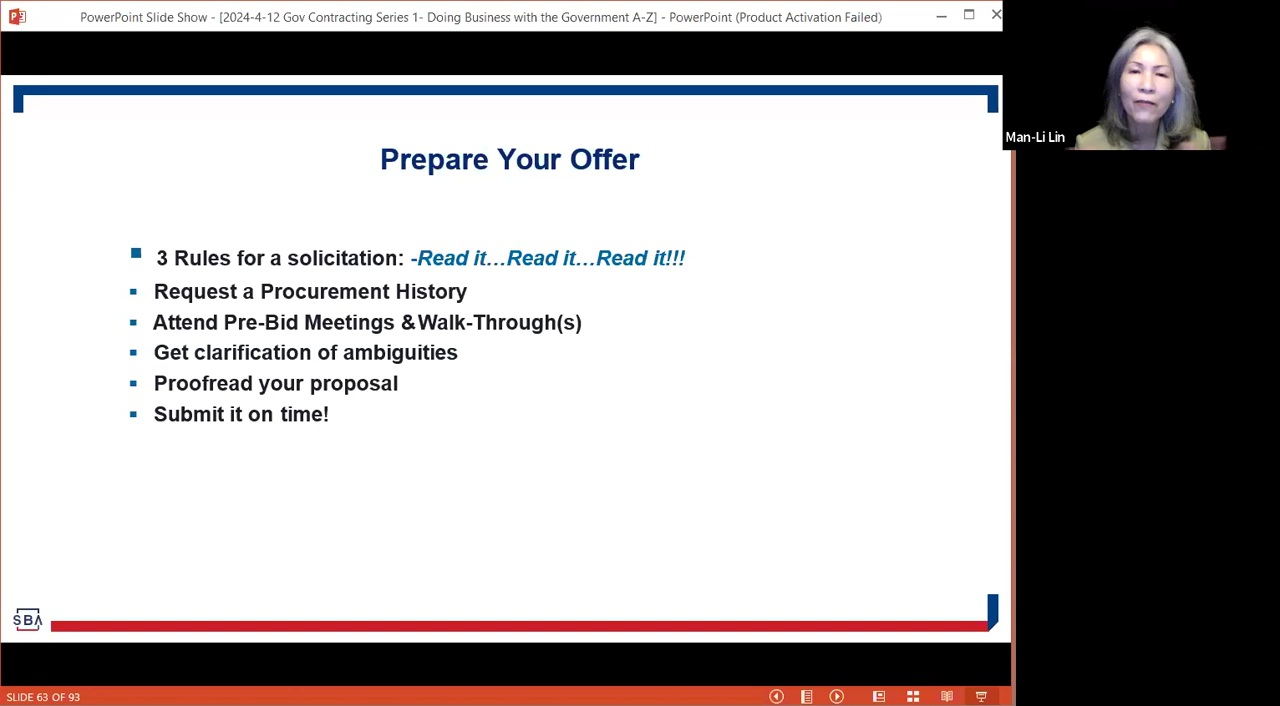 PowerPoint Slide Show - [2024-4-12 Gov Contracting Series 1- Doing Business with the Government A-Z] - PowerPoint (Product Activation Failed)
Man-Li Lin
Prepare Your Offer
3 Rules for a solicitation: -Read it…Read it…Read it!!!
Request a Procurement History
Attend Pre-Bid Meetings &Walk-Through(s)
Get clarification of ambiguities
Proofread your proposal
Submit it on time!
SBA
SLIDE 63 OF 93